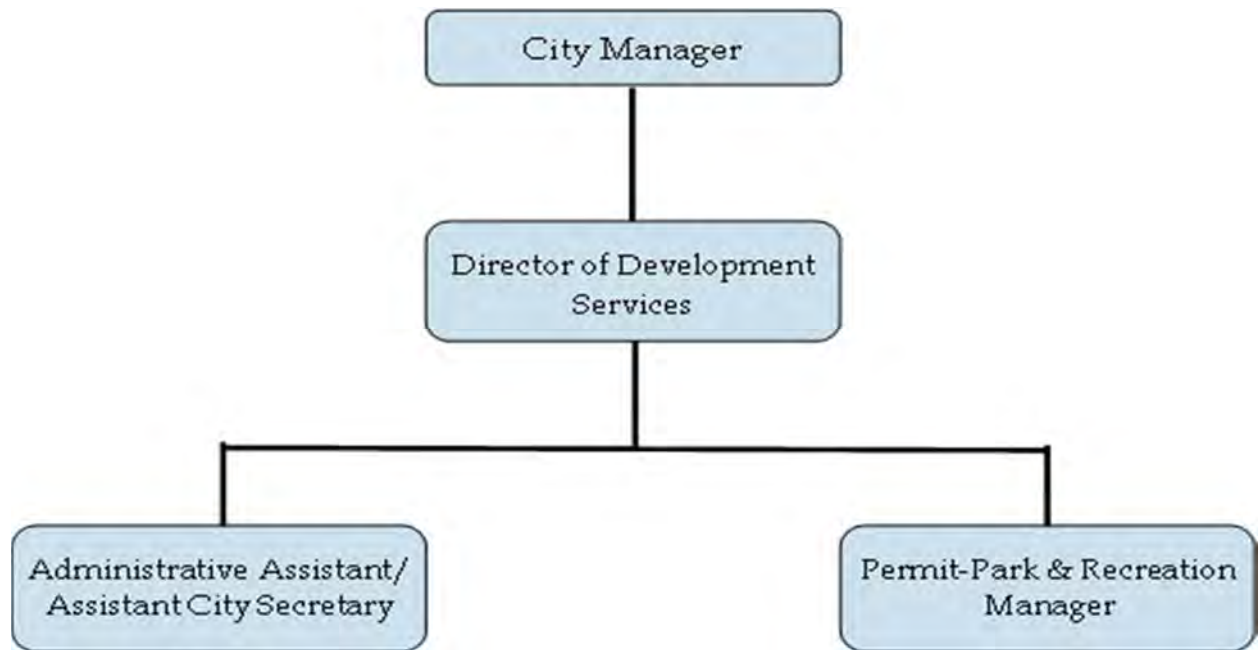 City Manager
Director of Development
Services
Administrative Assistant/
Assistant City Secretary
Permit-Park & Recreation
Manager